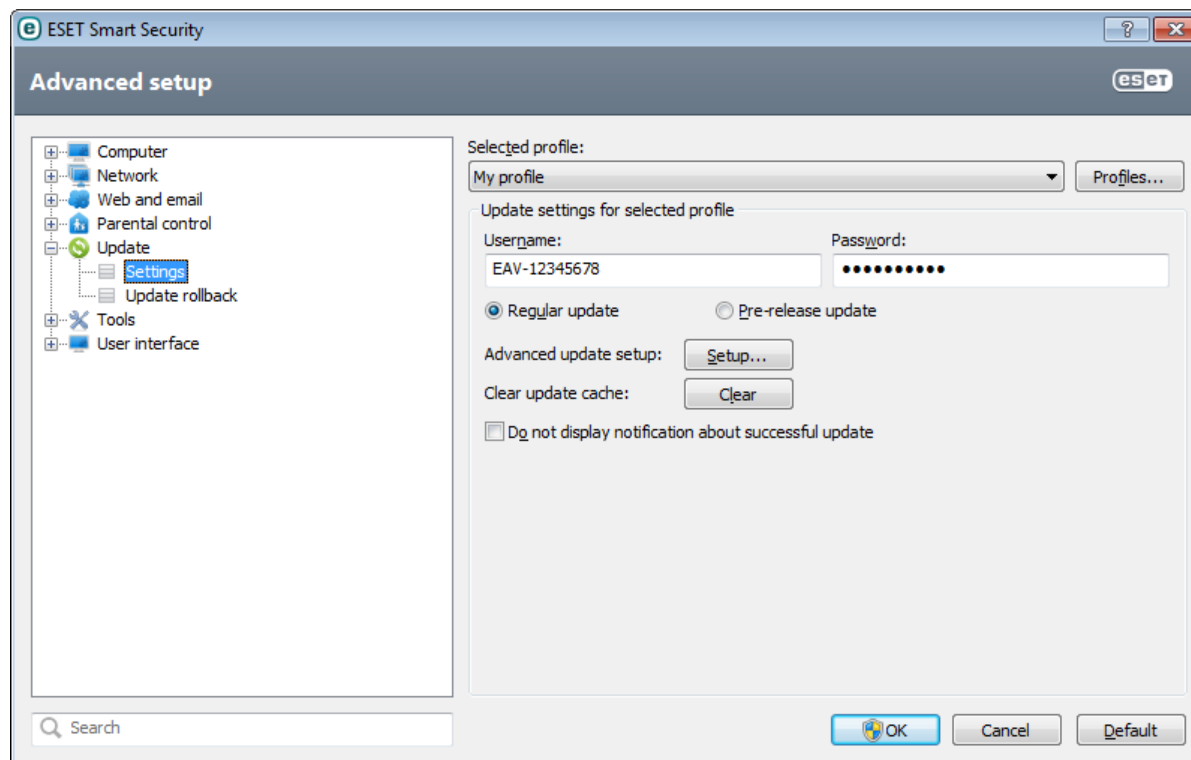 ESET Smart Security
?
Advanced setup
eseT
Computer
Network
Web and email
Parental control
Update
Settings
Update rollback
Tools
User interface
Search
Selected profile:
My profile
Profiles...
Update settings for selected profile
Username:
Password:
EAV-12345678
●●●●●●●●●●
Regular update
Pre-release update
Advanced update setup:
Setup...
Clear update cache:
Clear
Do not display notification about successful update
OK
Cancel
Default